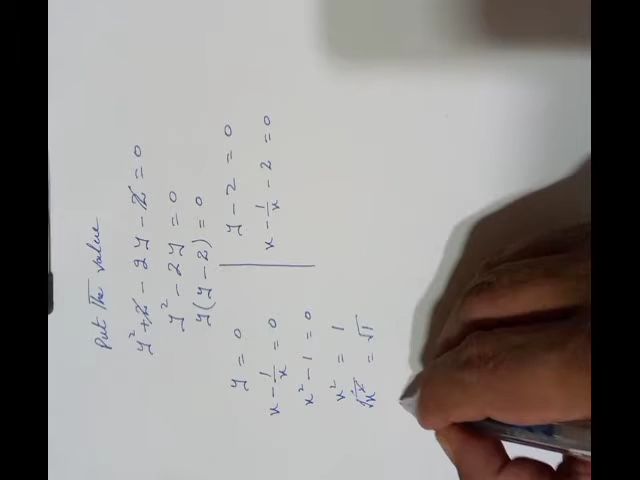 Put The value
y² + 2 - 2y - 2 = 0
y² - 2y = 0
y(y - 2) = 0
y = 0
x - 1/x = 0
x² - 1 = 0
x² = 1
√x² = √1
y - 2 = 0
x - 1/x - 2 = 0